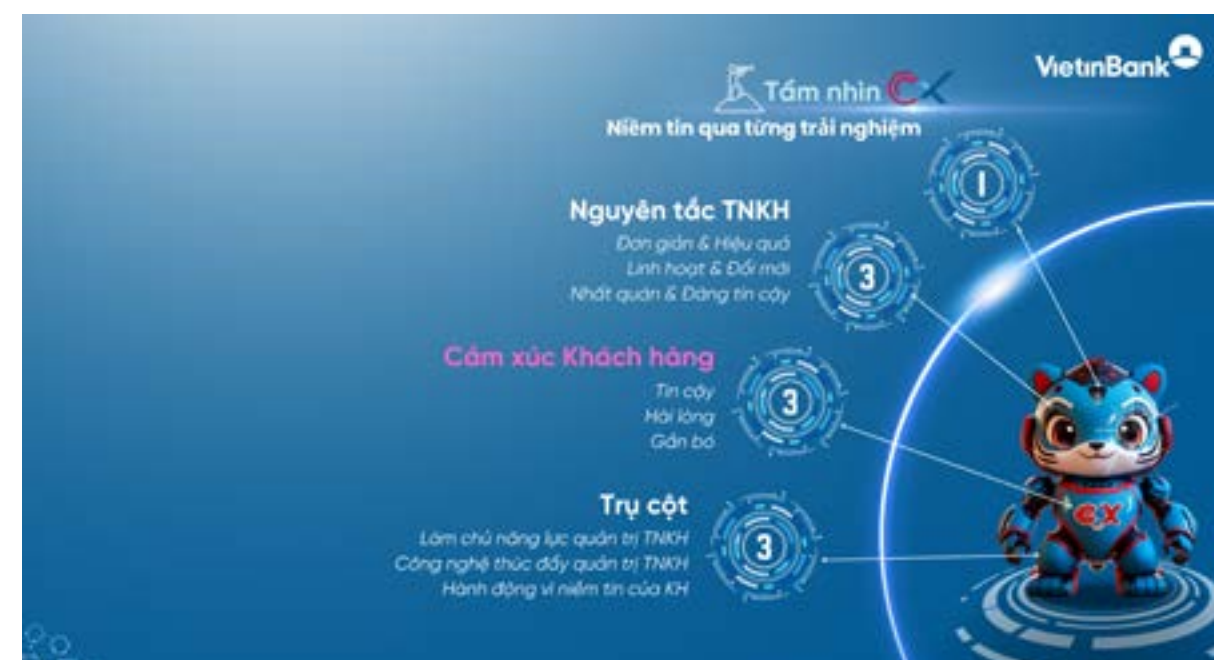 VietinBank
Tầm nhìn CX
Niềm tin qua từng trải nghiệm
1
Nguyên tắc TNKH
Đơn giản & Hiệu quả
Linh hoạt & Đổi mới
Nhất quán & Đáng tin cậy
3
Cảm xúc Khách hàng
Tin cậy
Hài lòng
Gắn bó
3
Trụ cột
Làm chủ năng lực quản trị TNKH
Công nghệ thúc đẩy quản trị TNKH
Hành động vì niềm tin của KH
3
CX